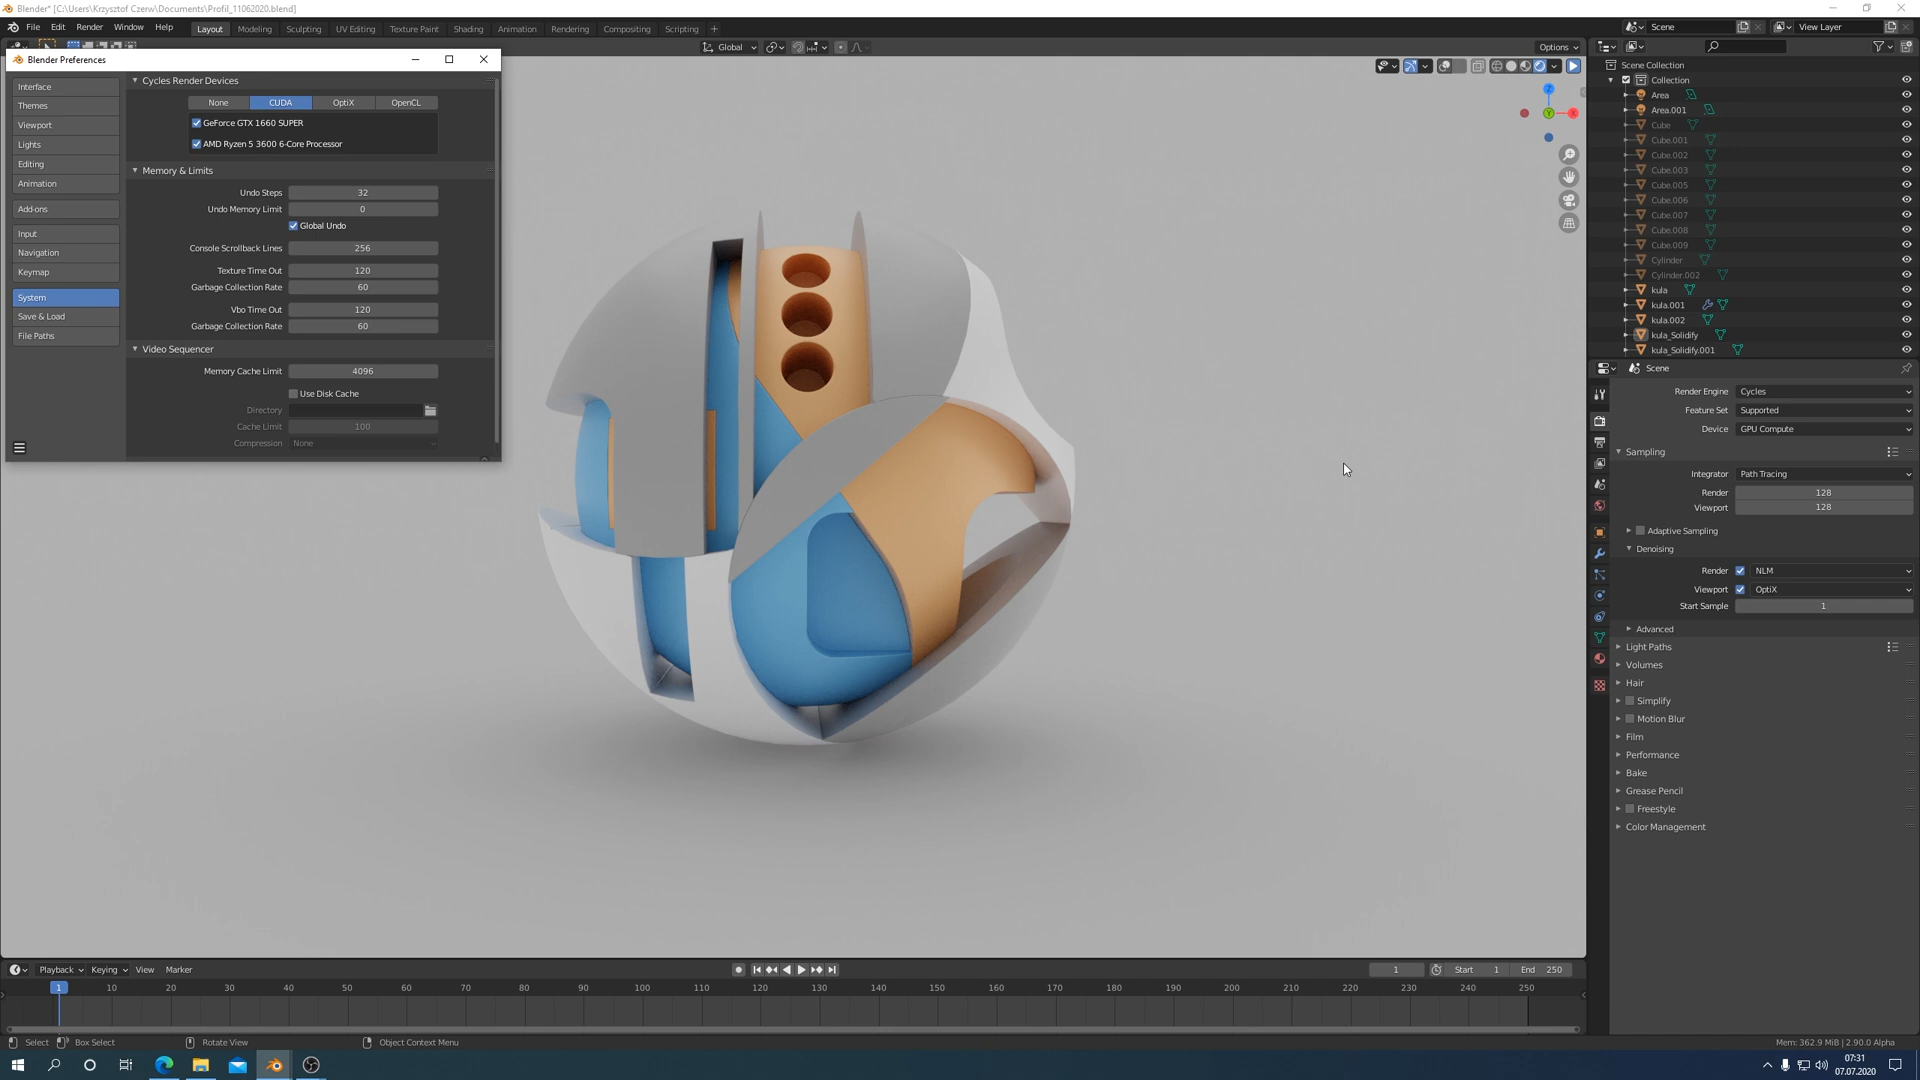 Blender* [C:\Users\Krzysztof Czerw\Documents\Profil_11062020.blend]
File Edit Render Window Help
Layout Modeling Sculpting UV Editing Texture Paint Shading Animation Rendering Compositing Scripting +
Scene
View Layer
Global
Options
Blender Preferences
Interface
Themes
Viewport
Lights
Editing
Animation
Add-ons
Input
Navigation
Keymap
System
Save & Load
File Paths
Cycles Render Devices
None CUDA OptiX OpenCL
GeForce GTX 1660 SUPER
AMD Ryzen 5 3600 6-Core Processor
Memory & Limits
Undo Steps 32
Undo Memory Limit 0
Global Undo
Console Scrollback Lines 256
Texture Time Out 120
Garbage Collection Rate 60
Vbo Time Out 120
Garbage Collection Rate 60
Video Sequencer
Memory Cache Limit 4096
Use Disk Cache
Directory
Cache Limit 100
Compression None
Z
Y
X
Scene Collection
Collection
Area
Area.001
Cube
Cube.001
Cube.002
Cube.003
Cube.005
Cube.006
Cube.007
Cube.008
Cube.009
Cylinder
Cylinder.002
kula
kula.001
kula.002
kula_Solidify
kula_Solidify.001
Scene
Render Engine Cycles
Feature Set Supported
Device GPU Compute
Sampling
Integrator Path Tracing
Render 128
Viewport 128
Adaptive Sampling
Denoising
Render NLM
Viewport OptiX
Start Sample 1
Advanced
Light Paths
Volumes
Hair
Simplify
Motion Blur
Film
Performance
Bake
Grease Pencil
Freestyle
Color Management
Playback Keying View Marker
1 Start 1 End 250
1 10 20 30 40 50 60 70 80 90 100 110 120 130 140 150 160 170 180 190 200 210 220 230 240 250
Select Box Select Rotate View Object Context Menu
Mem: 362.9 MiB | 2.90.0 Alpha
07:31
07.07.2020